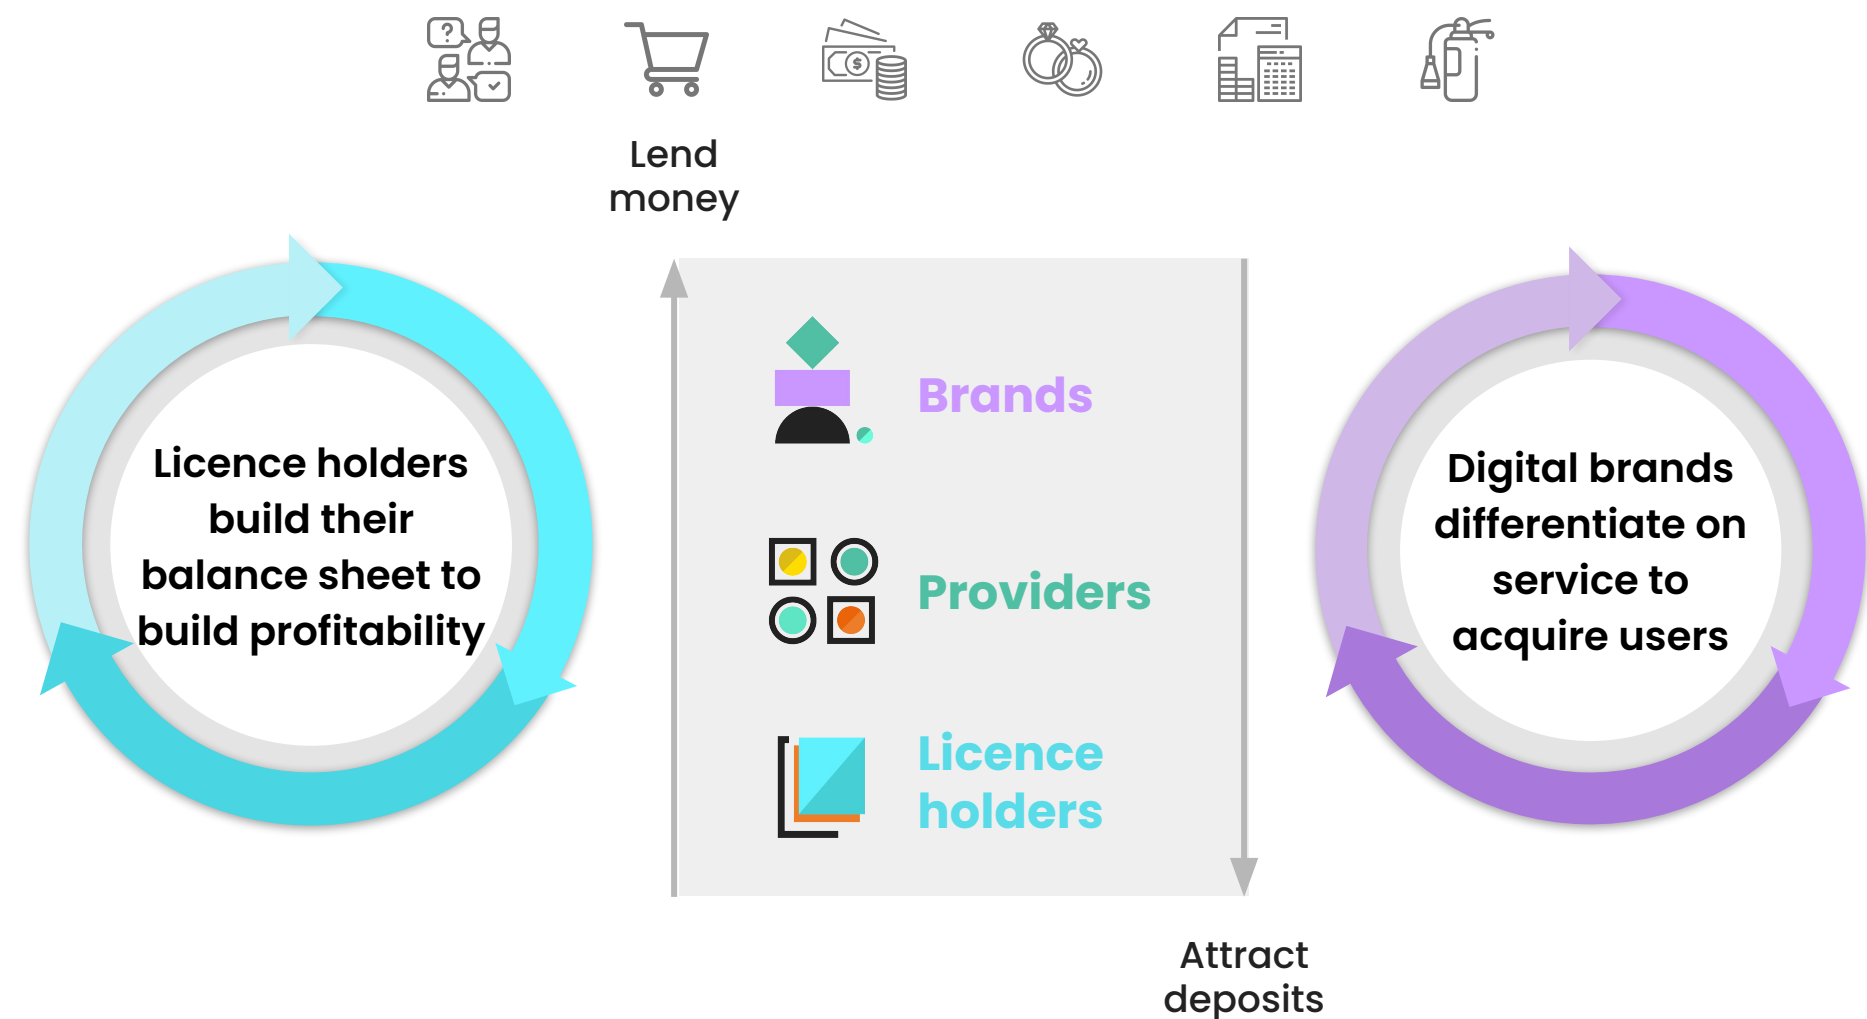 Lend
money
Licence holders
build their
balance sheet to
build profitability
Brands
Providers
Licence
holders
Digital brands
differentiate on
service to
acquire users
Attract
deposits